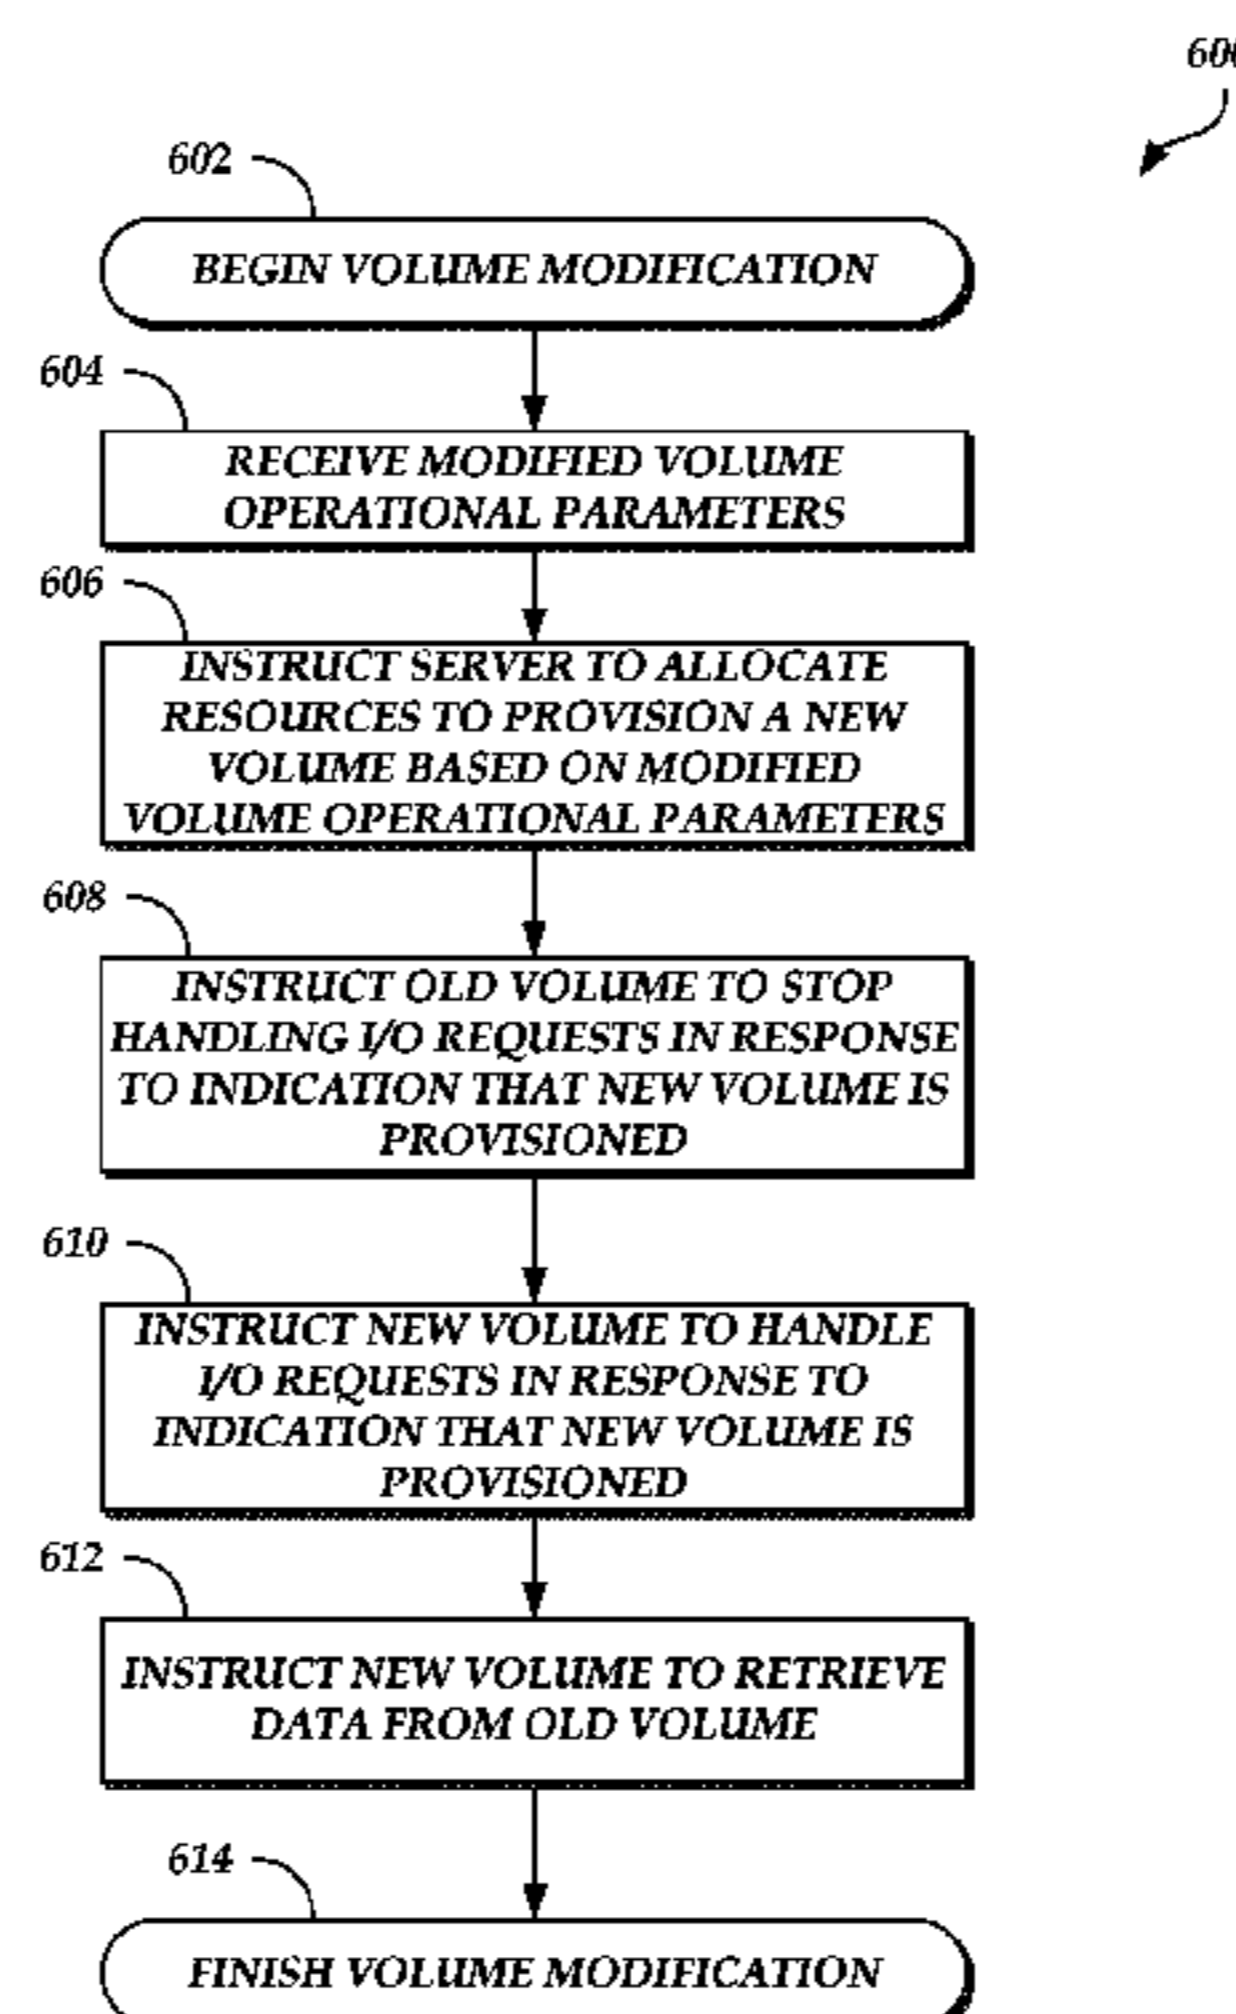 602
BEGIN VOLUME MODIFICATION
604
RECEIVE MODIFIED VOLUME
OPERATIONAL PARAMETERS
606
INSTRUCT SERVER TO ALLOCATE
RESOURCES TO PROVISION A NEW
VOLUME BASED ON MODIFIED
VOLUME OPERATIONAL PARAMETERS
608
INSTRUCT OLD VOLUME TO STOP
HANDLING I/O REQUESTS IN RESPONSE
TO INDICATION THAT NEW VOLUME IS
PROVISIONED
610
INSTRUCT NEW VOLUME TO HANDLE
I/O REQUESTS IN RESPONSE TO
INDICATION THAT NEW VOLUME IS
PROVISIONED
612
INSTRUCT NEW VOLUME TO RETRIEVE
DATA FROM OLD VOLUME
614
FINISH VOLUME MODIFICATION